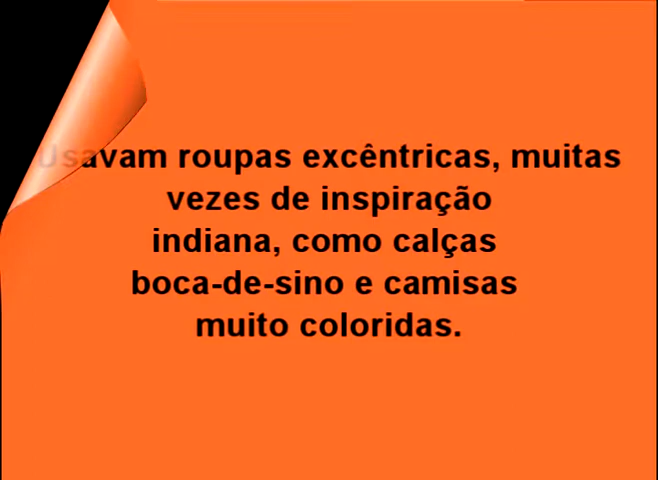 Usavam roupas excêntricas, muitas
vezes de inspiração
indiana, como calças
boca-de-sino e camisas
muito coloridas.